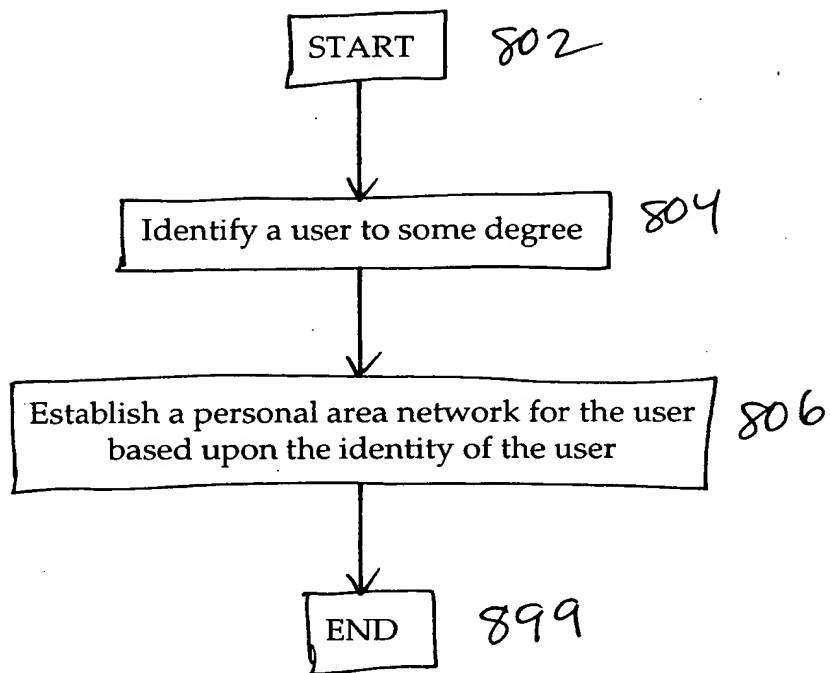 START 802
Identify a user to some degree 804
Establish a personal area network for the user 806
based upon the identity of the user
END 899